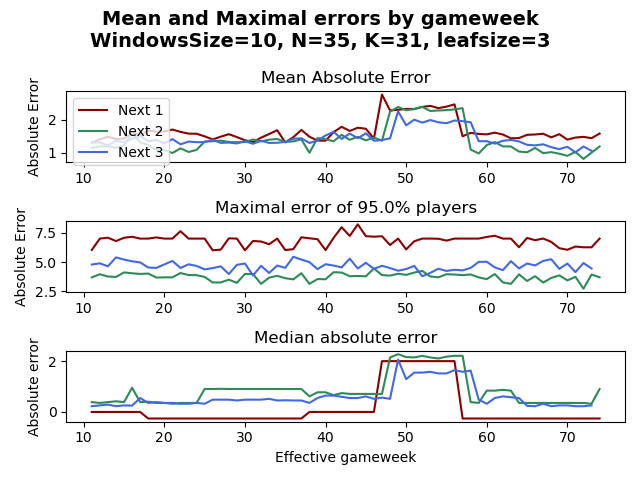 Mean and Maximal errors by gameweek
WindowsSize=10, N=35, K=31, leafsize=3
Mean Absolute Error
Absolute Error
2
1
Next 1
Next 2
Next 3
10 20 30 40 50 60 70
Maximal error of 95.0% players
Absolute Error
7.5
5.0
2.5
10 20 30 40 50 60 70
Median absolute error
Absolute error
2
0
10 20 30 40 50 60 70
Effective gameweek